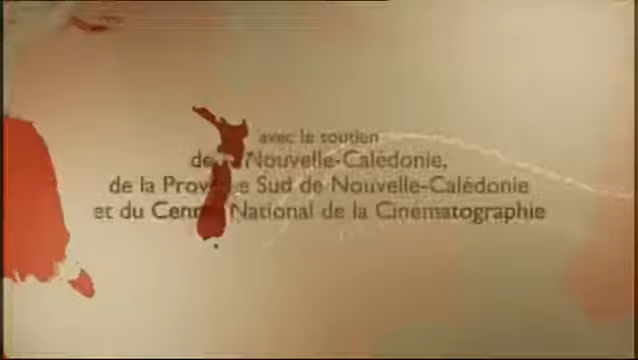 avec le soutien
de Nouvelle-Calédonie,
de la Province Sud de Nouvelle-Calédonie
et du Centre National de la Cinématographie